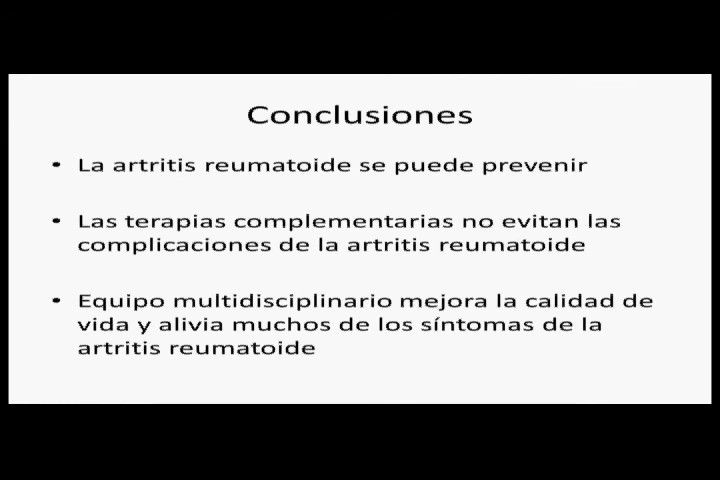 Conclusiones
• La artritis reumatoide se puede prevenir
• Las terapias complementarias no evitan las
complicaciones de la artritis reumatoide
• Equipo multidisciplinario mejora la calidad de
vida y alivia muchos de los síntomas de la
artritis reumatoide